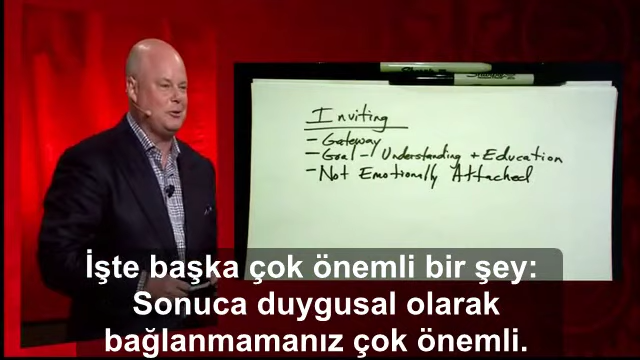 Inviting
- Gateway
- Goal - Understanding + Education
- Not Emotionally Attached
İşte başka çok önemli bir şey:
Sonuca duygusal olarak
bağlanmamanız çok önemli.